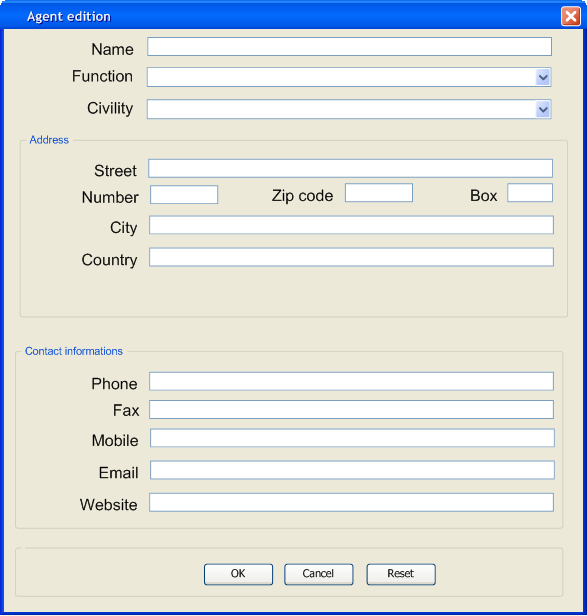 Agent edition
Name
Function
Civility
Address
Street
Number Zip code Box
City
Country
Contact informations
Phone
Fax
Mobile
Email
Website
OK Cancel Reset